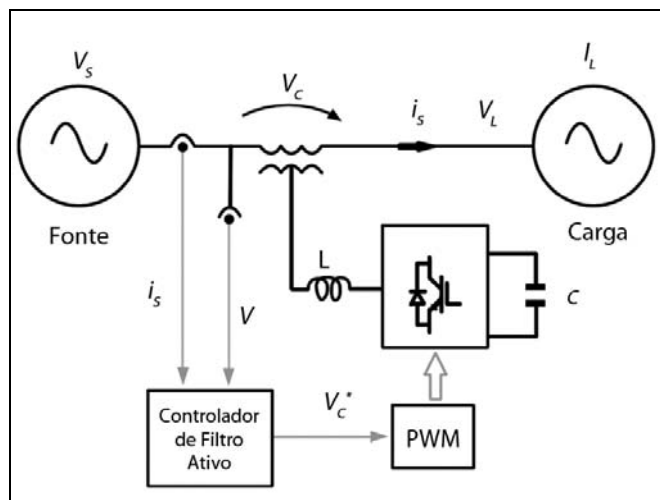 V_s
V_c
i_s
V_L
I_L
Fonte
Carga
L
C
i_s
V
Controlador
de Filtro
Ativo
V_c*
PWM